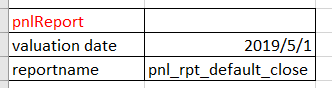 pnlReport
valuation date 2019/5/1
reportname pnl_rpt_default_close